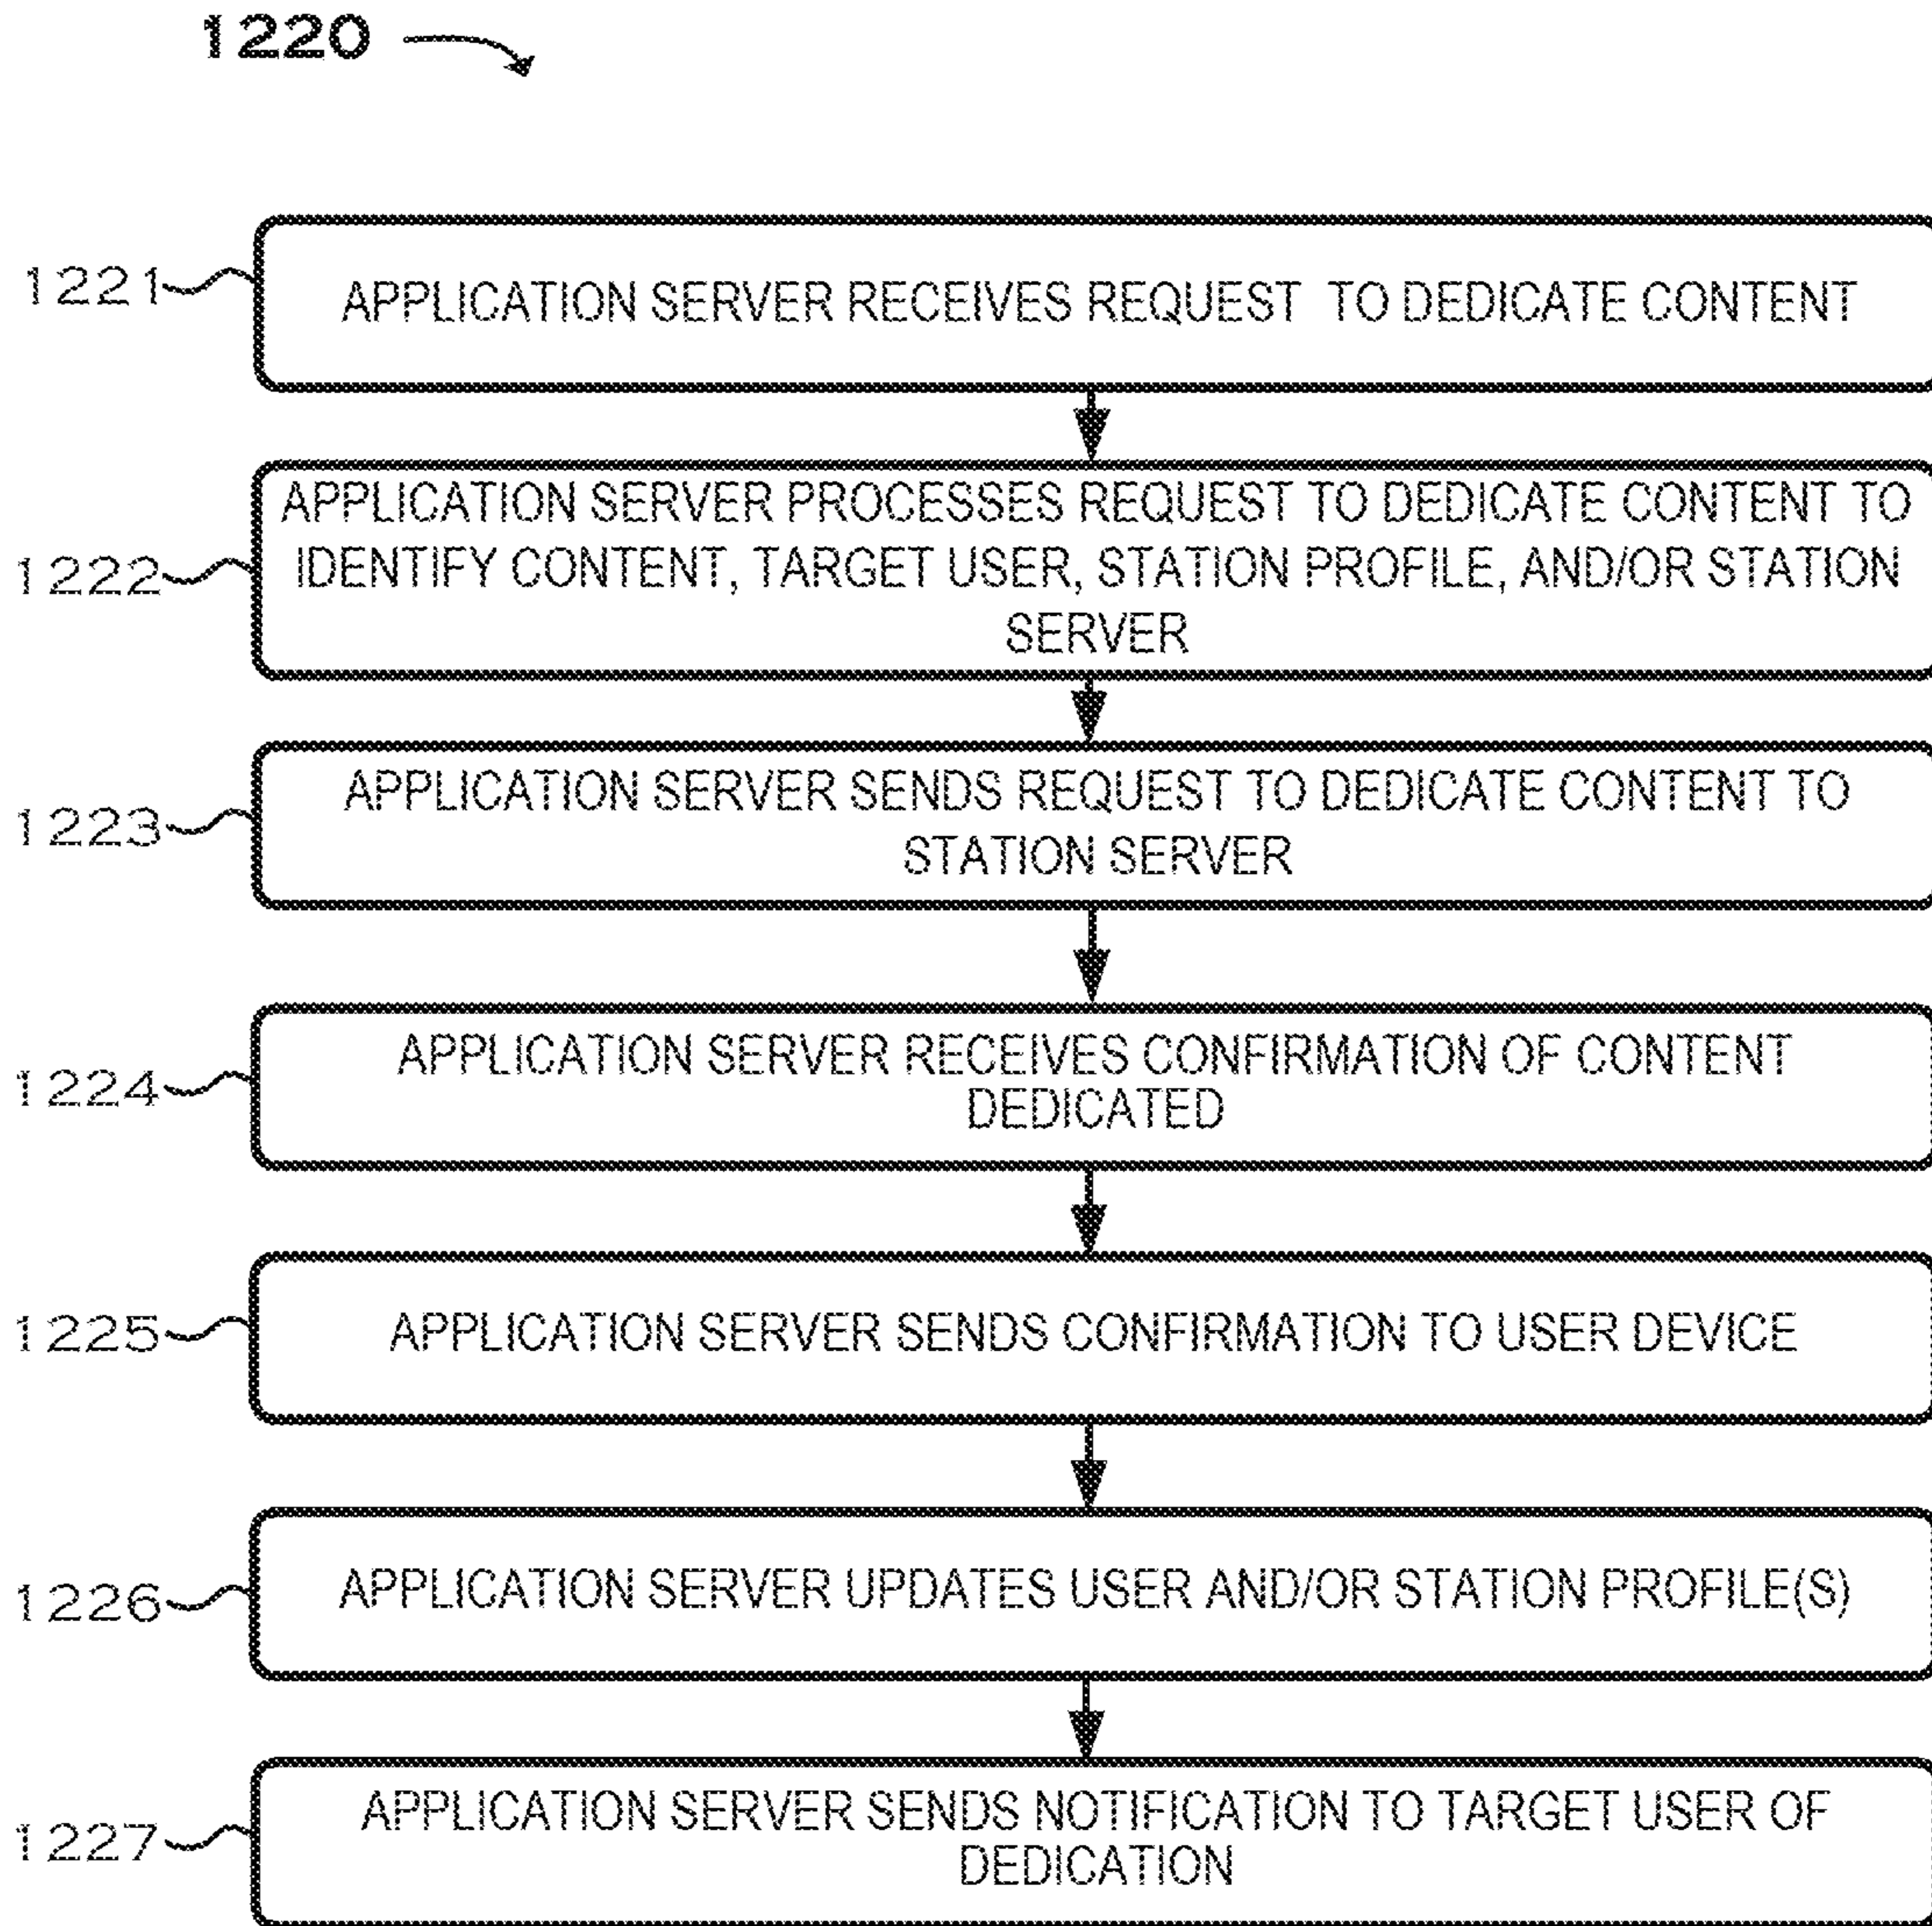 1220
1221
APPLICATION SERVER RECEIVES REQUEST TO DEDICATE CONTENT
APPLICATION SERVER PROCESSES REQUEST TO DEDICATE CONTENT TO
1222
IDENTIFY CONTENT, TARGET USER, STATION PROFILE, AND/OR STATION
SERVER
1223
APPLICATION SERVER SENDS REQUEST TO DEDICATE CONTENT TO
STATION SERVER
1224
APPLICATION SERVER RECEIVES CONFIRMATION OF CONTENT
DEDICATED
1225
APPLICATION SERVER SENDS CONFIRMATION TO USER DEVICE
1226
APPLICATION SERVER UPDATES USER AND/OR STATION PROFILE(S)
1227
APPLICATION SERVER SENDS NOTIFICATION TO TARGET USER OF
DEDICATION